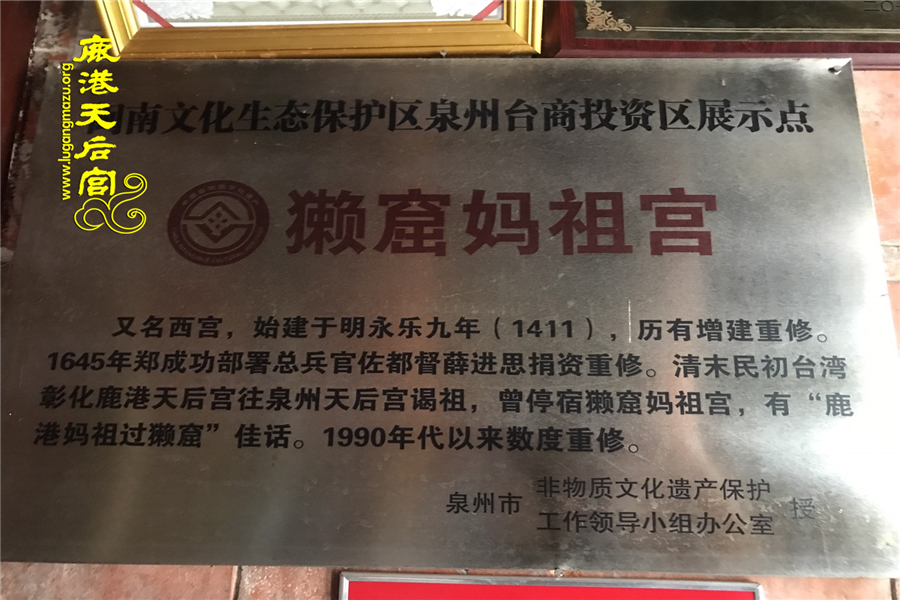 鹿港天后宫
www.lugangmazu.org
闽南文化生态保护区泉州台商投资区展示点
獭窟妈祖宫
又名西宫，始建于明永乐九年（1411），历有增建重修。
1645年郑成功部署总兵官佐都督薛进思捐资重修。清末民初台湾
彰化鹿港天后宫往泉州天后宫谒祖，曾停宿獭窟妈祖宫，有“鹿
港妈祖过獭窟”佳话。1990年代以来数度重修。
泉州市 非物质文化遗产保护 授
工作领导小组办公室